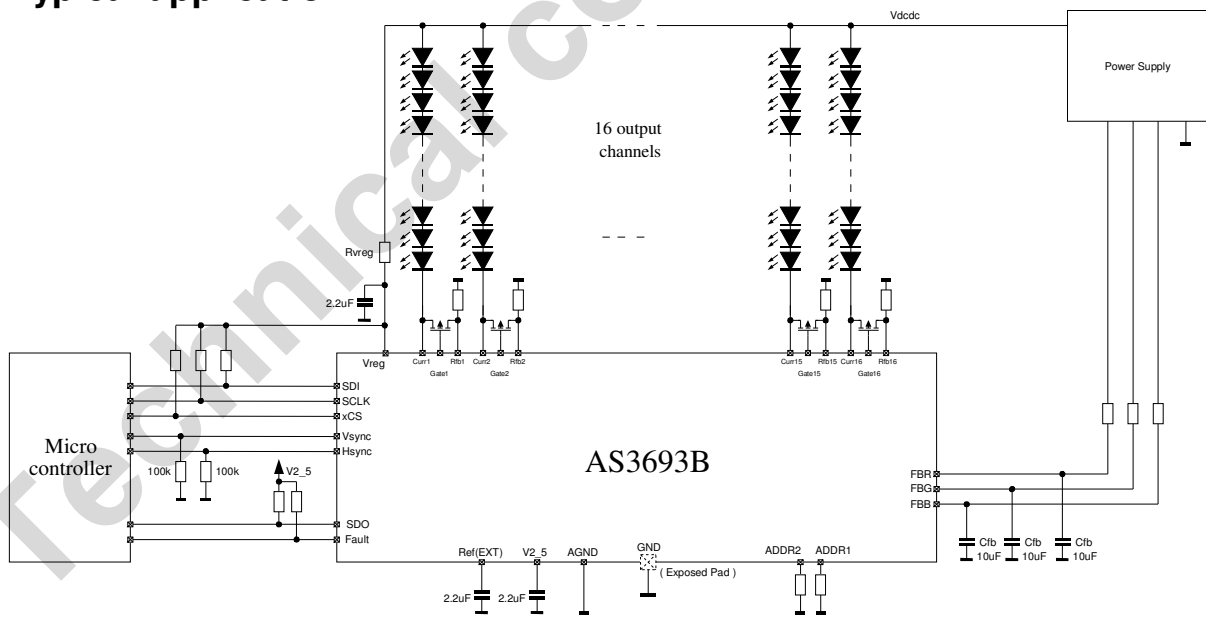 Vdcdc
Power Supply
16 output
channels
Rvreg
2.2uF
Vreg
Curr1
Rfb1
Curr2
Rfb2
Curr15
Rfb15
Curr16
Rfb16
Gate1
Gate2
Gate15
Gate16
SDI
SCLK
xCS
Vsync
Hsync
Micro
controller
100k
100k
V2_5
AS3693B
FBR
FBG
FBB
SDO
Fault
Ref(EXT)
V2_5
AGND
GND
( Exposed Pad )
ADDR2
ADDR1
Cfb
10uF
Cfb
10uF
Cfb
10uF
2.2uF
2.2uF
Technical